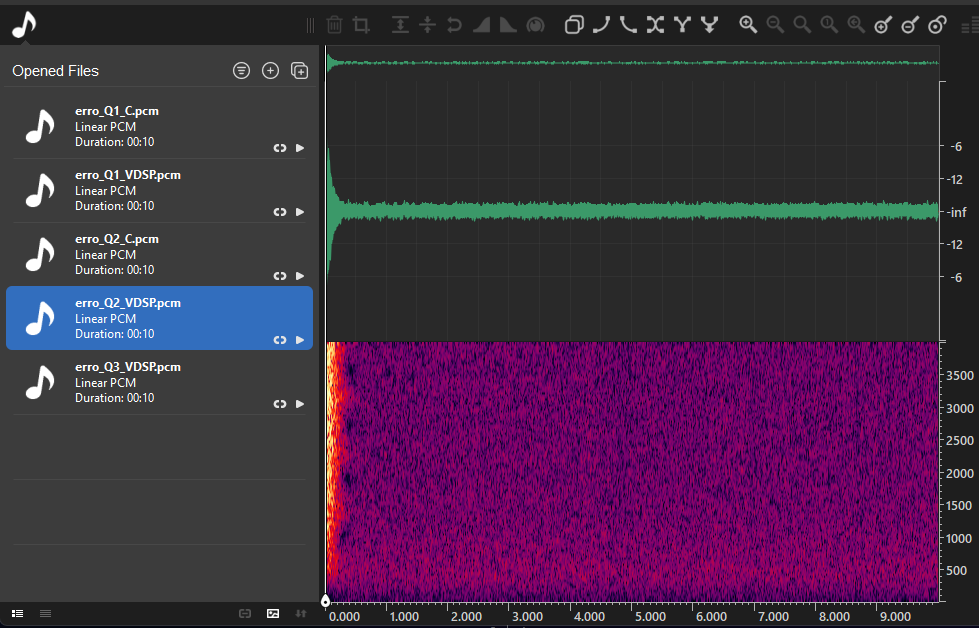 Opened Files
erro_Q1_C.pcm
Linear PCM
Duration: 00:10
erro_Q1_VDSP.pcm
Linear PCM
Duration: 00:10
erro_Q2_C.pcm
Linear PCM
Duration: 00:10
erro_Q2_VDSP.pcm
Linear PCM
Duration: 00:10
erro_Q3_VDSP.pcm
Linear PCM
Duration: 00:10
-6
-12
-inf
-12
-6
3500
3000
2500
2000
1500
1000
500
0.000 1.000 2.000 3.000 4.000 5.000 6.000 7.000 8.000 9.000